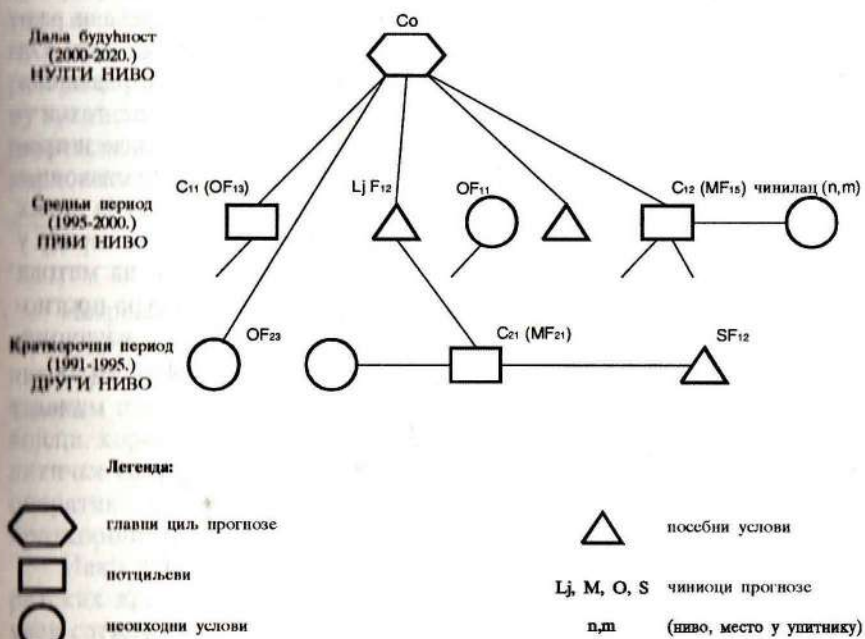 Co
Даља будућност
(2000-2020.)
НУЛТИ НИВО
C11 (OF13)
Lj F12
OF11
C12 (MF15) чинилац (n,m)
Средњи период
(1995-2000.)
ПРВИ НИВО
OF23
C21 (MF21)
SF12
Краткорочни период
(1991-1995.)
ДРУГИ НИВО
Легенда:
главни циљ прогнозе
посебни услови
потциљеви
Lj, M, O, S чиниоци прогнозе
неопходни услови
n,m (ниво, место у упитнику)